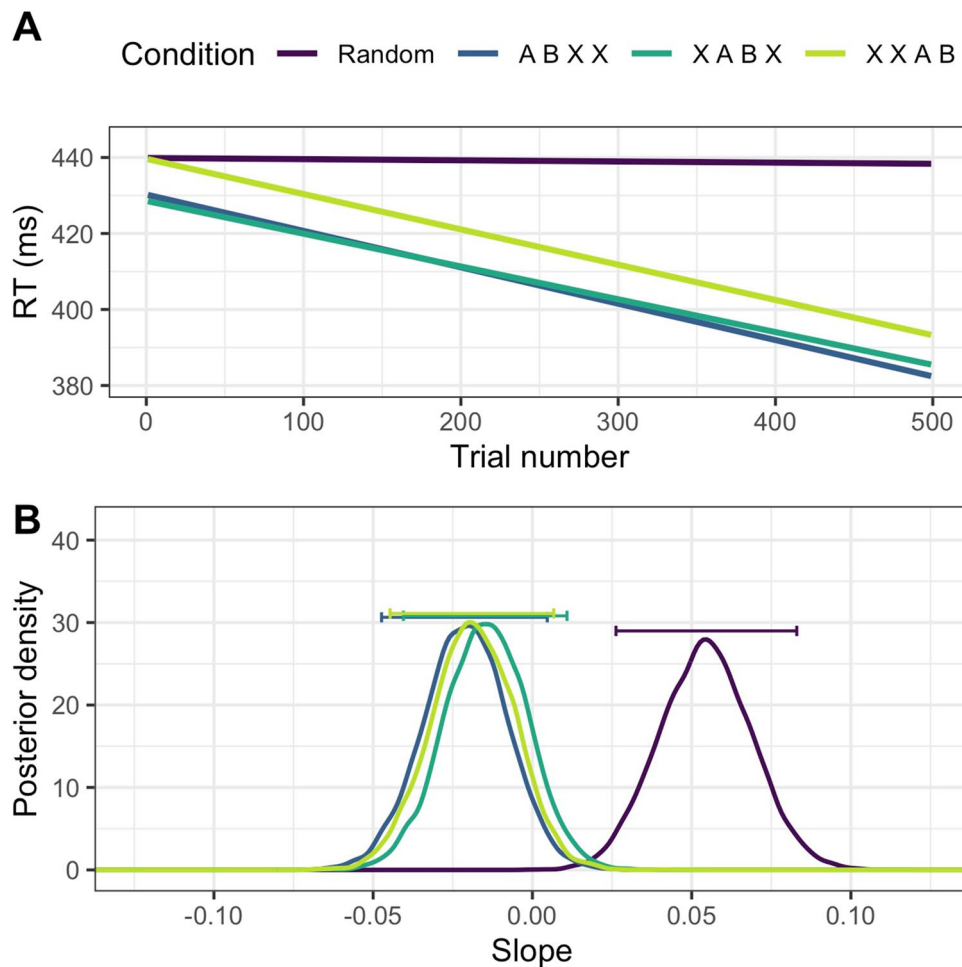 A
Condition Random A B X X X A B X X X A B
440
420
400
380
RT (ms)
0 100 200 300 400 500
Trial number
B
40
30
20
10
0
Posterior density
-0.10 -0.05 0.00 0.05 0.10
Slope